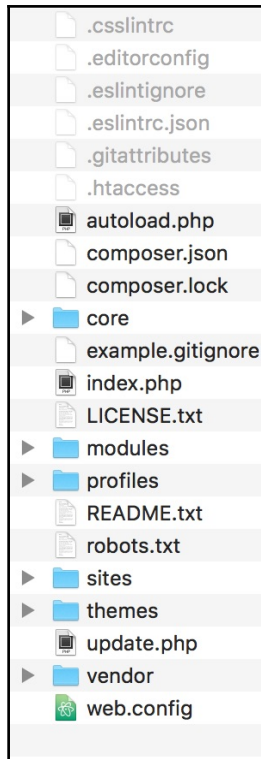 .csslintrc
.editorconfig
.eslintignore
.eslintrc.json
.gitattributes
.htaccess
autoload.php
composer.json
composer.lock
core
example.gitignore
index.php
LICENSE.txt
modules
profiles
README.txt
robots.txt
sites
themes
update.php
vendor
web.config